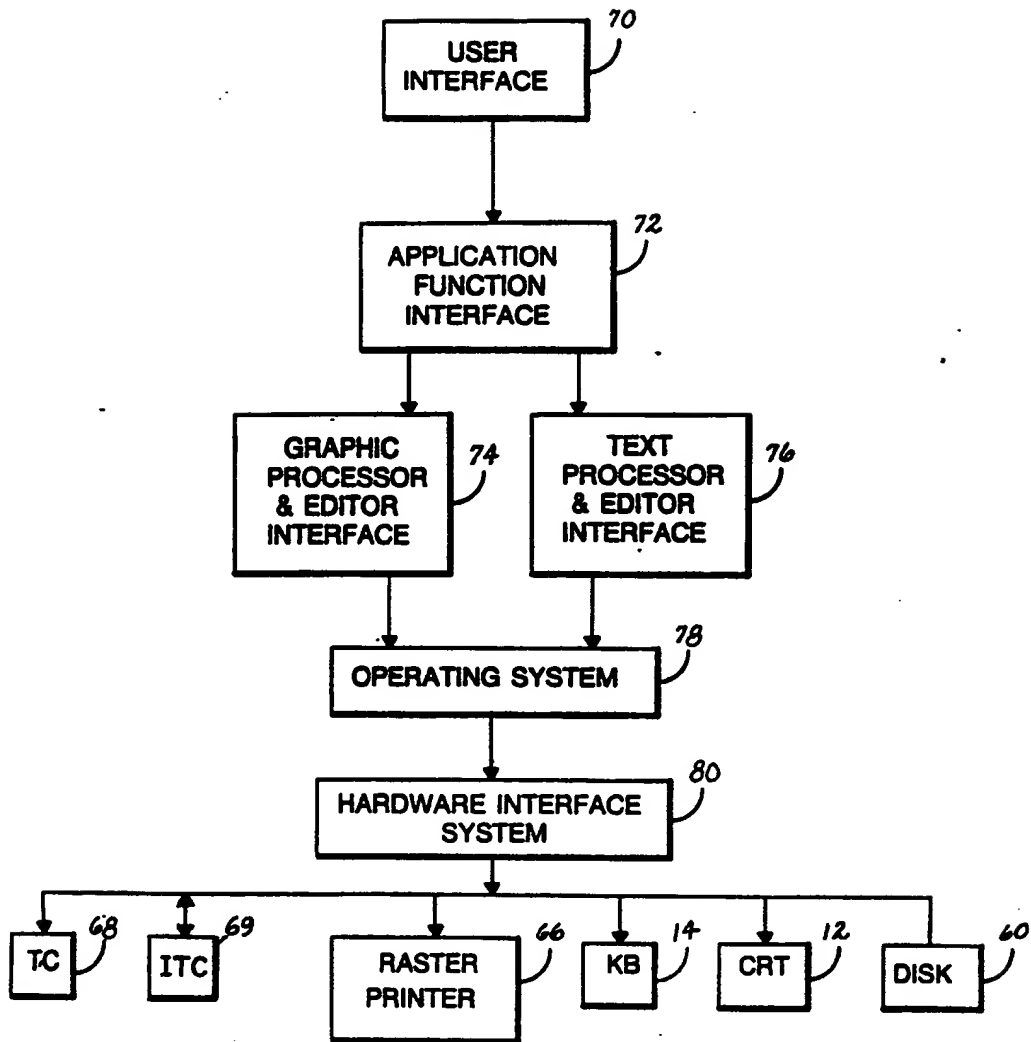 70
USER
INTERFACE
72
APPLICATION
FUNCTION
INTERFACE
GRAPHIC
PROCESSOR
& EDITOR
INTERFACE
74
TEXT
PROCESSOR
& EDITOR
INTERFACE
76
78
OPERATING SYSTEM
80
HARDWARE INTERFACE
SYSTEM
TC
68
ITC
69
RASTER
PRINTER
66
KB
14
CRT
12
DISK
60